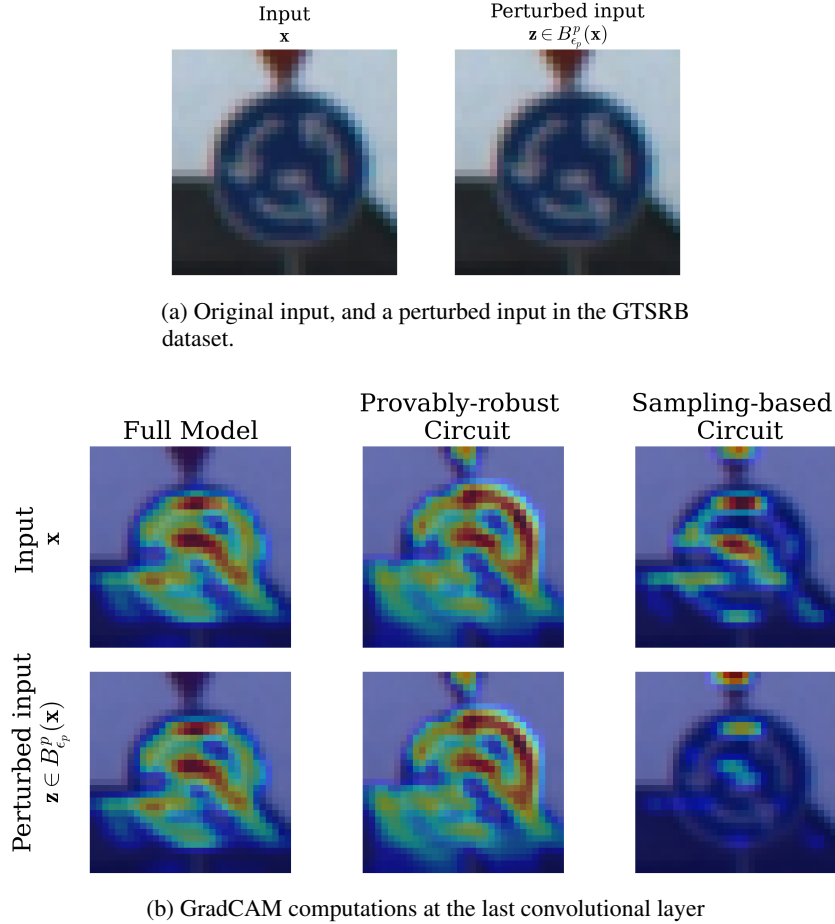 Input
x
Perturbed input
z ∈ B^p_{ϵ_p}(x)
(a) Original input, and a perturbed input in the GTSRB
dataset.
Full Model
Provably-robust
Circuit
Sampling-based
Circuit
Input
x
Perturbed input
z ∈ B^p_{ϵ_p}(x)
(b) GradCAM computations at the last convolutional layer